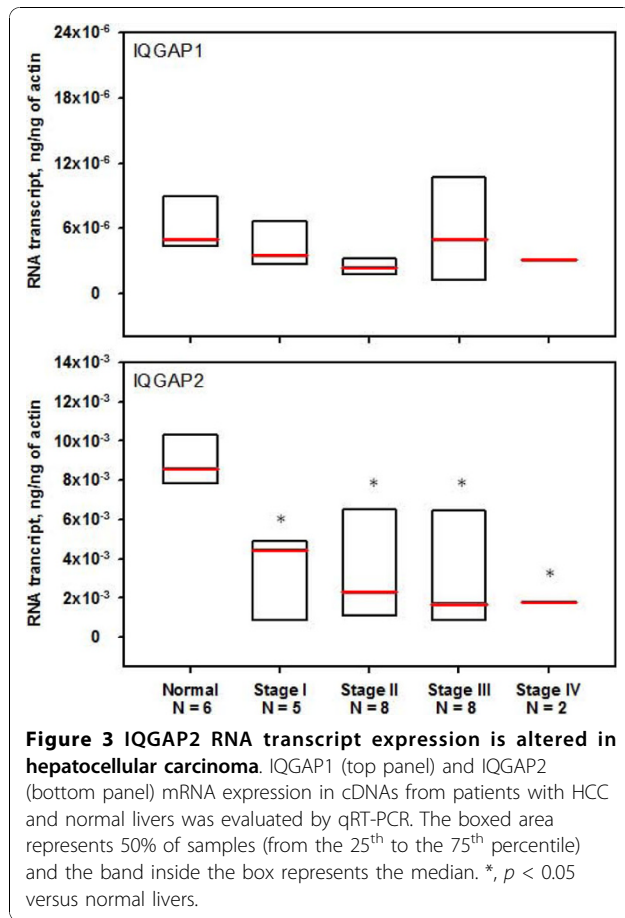 24x10-6
IQGAP1
18x10-6
12x10-6
6x10-6
0
RNA transcript, ng/ng of actin
14x10-3
IQGAP2
12x10-3
10x10-3
8x10-3
6x10-3
4x10-3
2x10-3
0
RNA trancript, ng/ng of actin
*
*
*
*
Normal Stage I Stage II Stage III Stage IV
N = 6 N = 5 N = 8 N = 8 N = 2
Figure 3 IQGAP2 RNA transcript expression is altered in
hepatocellular carcinoma. IQGAP1 (top panel) and IQGAP2
(bottom panel) mRNA expression in cDNAs from patients with HCC
and normal livers was evaluated by qRT-PCR. The boxed area
represents 50% of samples (from the 25th to the 75th percentile)
and the band inside the box represents the median. *, p < 0.05
versus normal livers.